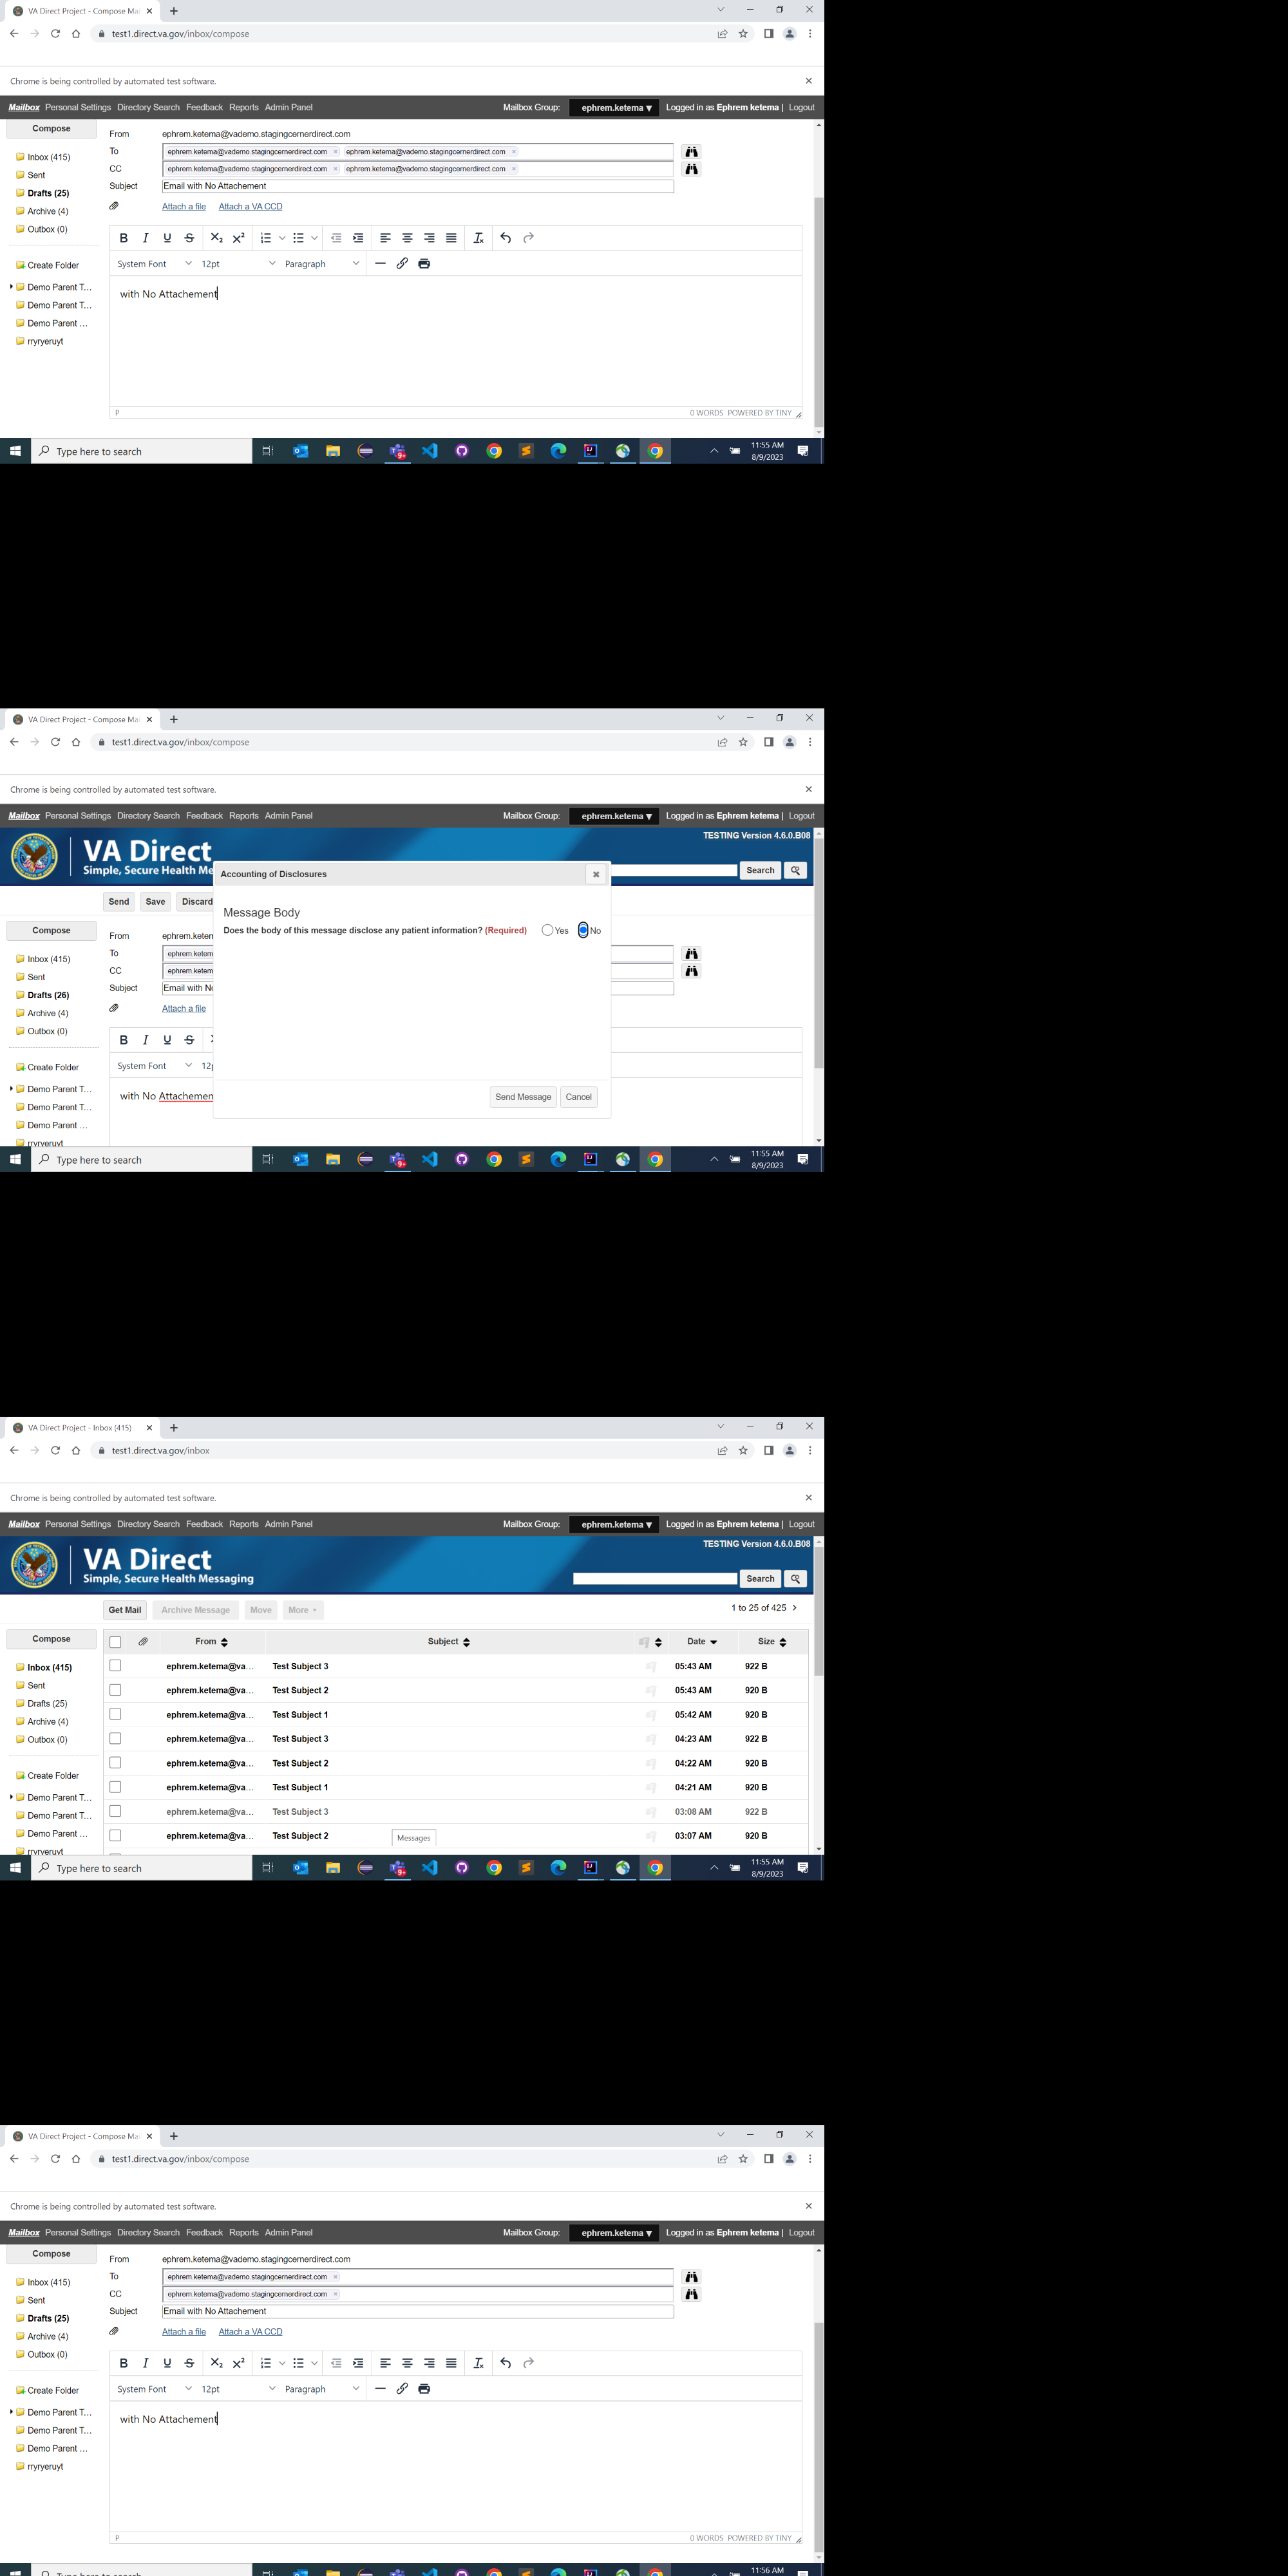 VA Direct Project - Compose Ma
test1.direct.va.gov/inbox/compose
Chrome is being controlled by automated test software.
Mailbox Personal Settings Directory Search Feedback Reports Admin Panel Mailbox Group: ephrem.ketema ▼ Logged in as Ephrem ketema | Logout
Compose
From ephrem.ketema@vademo.stagingcernerdirect.com
Inbox (415)
To ephrem.ketema@vademo.stagingcernerdirect.com × ephrem.ketema@vademo.stagingcernerdirect.com ×
Sent
CC ephrem.ketema@vademo.stagingcernerdirect.com × ephrem.ketema@vademo.stagingcernerdirect.com ×
Drafts (25)
Subject Email with No Attachement
Archive (4)
Attach a file Attach a VA CCD
Outbox (0)
Create Folder
System Font 12pt Paragraph
Demo Parent T...
with No Attachement
Demo Parent T...
Demo Parent ...
rryryeruyt
P 0 WORDS POWERED BY TINY
Type here to search
11:55 AM
8/9/2023
VA Direct Project - Compose Ma
test1.direct.va.gov/inbox/compose
Chrome is being controlled by automated test software.
Mailbox Personal Settings Directory Search Feedback Reports Admin Panel Mailbox Group: ephrem.ketema ▼ Logged in as Ephrem ketema | Logout
TESTING Version 4.6.0.B08
VA Direct
Simple, Secure Health Me
Search
Accounting of Disclosures
Send Save Discard
Message Body
Does the body of this message disclose any patient information? (Required) Yes No
Compose
From ephrem.keten
Inbox (415)
To ephrem.ketem
Sent
CC ephrem.ketem
Drafts (26)
Subject Email with No
Archive (4)
Attach a file
Outbox (0)
Create Folder
System Font 12p
Demo Parent T...
with No Attachemen
Send Message Cancel
Demo Parent T...
Demo Parent ...
rryryeruyt
Type here to search
11:55 AM
8/9/2023
VA Direct Project - Inbox (415)
test1.direct.va.gov/inbox
Chrome is being controlled by automated test software.
Mailbox Personal Settings Directory Search Feedback Reports Admin Panel Mailbox Group: ephrem.ketema ▼ Logged in as Ephrem ketema | Logout
TESTING Version 4.6.0.B08
VA Direct
Simple, Secure Health Messaging
Search
Get Mail Archive Message Move More 1 to 25 of 425
Compose
From Subject Date Size
Inbox (415)
ephrem.ketema@va... Test Subject 3 05:43 AM 922 B
Sent
ephrem.ketema@va... Test Subject 2 05:43 AM 920 B
Drafts (25)
ephrem.ketema@va... Test Subject 1 05:42 AM 920 B
Archive (4)
Outbox (0)
ephrem.ketema@va... Test Subject 3 04:23 AM 922 B
ephrem.ketema@va... Test Subject 2 04:22 AM 920 B
Create Folder
ephrem.ketema@va... Test Subject 1 04:21 AM 920 B
Demo Parent T...
ephrem.ketema@va... Test Subject 3 03:08 AM 922 B
Demo Parent T...
Demo Parent ...
ephrem.ketema@va... Test Subject 2 03:07 AM 920 B
Messages
rryryeruyt
Type here to search
11:55 AM
8/9/2023
VA Direct Project - Compose Ma
test1.direct.va.gov/inbox/compose
Chrome is being controlled by automated test software.
Mailbox Personal Settings Directory Search Feedback Reports Admin Panel Mailbox Group: ephrem.ketema ▼ Logged in as Ephrem ketema | Logout
Compose
From ephrem.ketema@vademo.stagingcernerdirect.com
Inbox (415)
To ephrem.ketema@vademo.stagingcernerdirect.com ×
Sent
CC ephrem.ketema@vademo.stagingcernerdirect.com ×
Drafts (25)
Subject Email with No Attachement
Archive (4)
Attach a file Attach a VA CCD
Outbox (0)
Create Folder
System Font 12pt Paragraph
Demo Parent T...
with No Attachement
Demo Parent T...
Demo Parent ...
rryryeruyt
P 0 WORDS POWERED BY TINY
Type here to search
11:56 AM